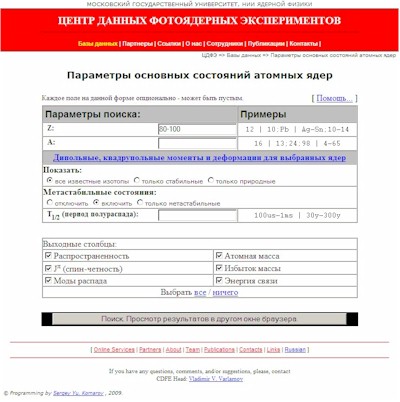 МОСКОВСКИЙ ГОСУДАРСТВЕННЫЙ УНИВЕРСИТЕТ. НИИ ЯДЕРНОЙ ФИЗИКИ
ЦЕНТР ДАННЫХ ФОТОЯДЕРНЫХ ЭКСПЕРИМЕНТОВ
Базы данных | Партнеры | Ссылки | О нас | Сотрудники | Публикации | Контакты |
ЦДФЭ => Базы данных => Параметры основных состояний атомных ядер
Параметры основных состояний атомных ядер
Каждое поле на данной форме опционально - может быть пустым. [ Помощь... ]
Параметры поиска: Примеры
Z: 80-100 12 | 10:Pb | Ag-Sn;10-14
A: 16 | 13;24.98 | 4-65
Дипольные, квадрупольные моменты и деформации для выбранных ядер
Показать:
все известные изотопы только стабильные только природные
Метастабильные состояния:
отключить включить только метастабильные
T1/2 (период полураспада): 100us-1ms | 30y-300y
Выходные столбцы:
Распространенность Атомная масса
Jπ (спин-четность) Избыток массы
Моды распада Энергия связи
Выбрать все / ничего
Поиск. Просмотр результатов в другом окне браузера.
[ Online Services | Partners | About | Team | Publications | Contacts | Links | Russian ]
If you have any questions, comments, and/or suggestions, please, contact
CDFE Head: Vladimir V. Varlamov
© Programming by Sergey Yu. Komarov , 2009.